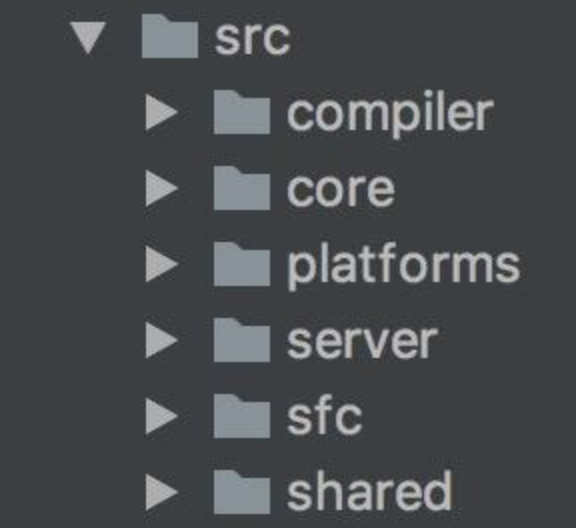 src
compiler
core
platforms
server
sfc
shared